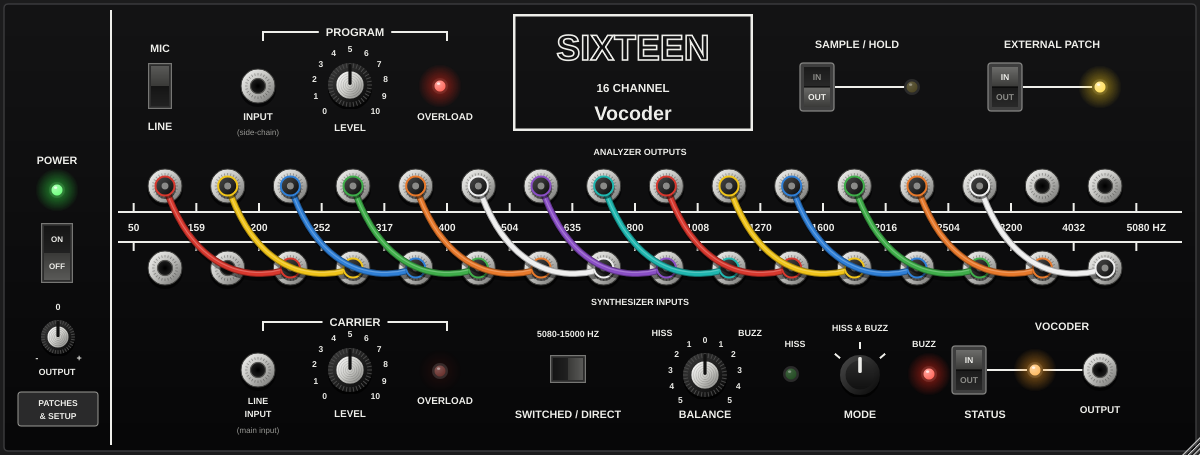 POWER
ON
OFF
0
- +
OUTPUT
PATCHES
& SETUP
MIC
LINE
PROGRAM
INPUT
(side-chain)
0 1 2 3 4 5 6 7 8 9 10
LEVEL
OVERLOAD
SIXTEEN
16 CHANNEL
Vocoder
SAMPLE / HOLD
IN
OUT
EXTERNAL PATCH
IN
OUT
ANALYZER OUTPUTS
50 159 200 252 317 400 504 635 800 1008 1270 1600 2016 2504 3200 4032 5080 HZ
SYNTHESIZER INPUTS
CARRIER
LINE
INPUT
(main input)
0 1 2 3 4 5 6 7 8 9 10
LEVEL
OVERLOAD
5080-15000 HZ
SWITCHED / DIRECT
HISS BUZZ
5 4 3 2 1 0 1 2 3 4 5
BALANCE
HISS
HISS & BUZZ
BUZZ
MODE
VOCODER
IN
OUT
STATUS
OUTPUT